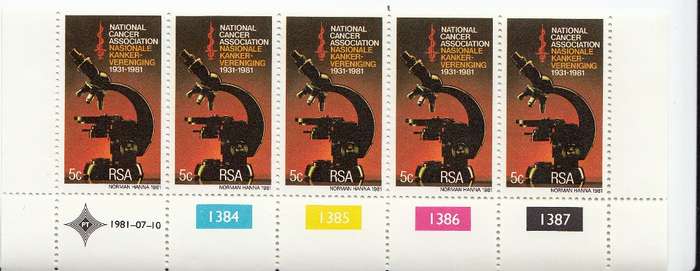 NATIONAL
CANCER
ASSOCIATION
NASIONALE
KANKER-
VERENIGING
1931-1981
5c
RSA
NORMAN HANNA 1981
NATIONAL
CANCER
ASSOCIATION
NASIONALE
KANKER-
VERENIGING
1931-1981
5c
RSA
NORMAN HANNA 1981
NATIONAL
CANCER
ASSOCIATION
NASIONALE
KANKER-
VERENIGING
1931-1981
5c
RSA
NORMAN HANNA 1981
NATIONAL
CANCER
ASSOCIATION
NASIONALE
KANKER-
VERENIGING
1931-1981
5c
RSA
NORMAN HANNA 1981
NATIONAL
CANCER
ASSOCIATION
NASIONALE
KANKER-
VERENIGING
1931-1981
5c
RSA
NORMAN HANNA 1981
1981-07-10
1384
1385
1386
1387